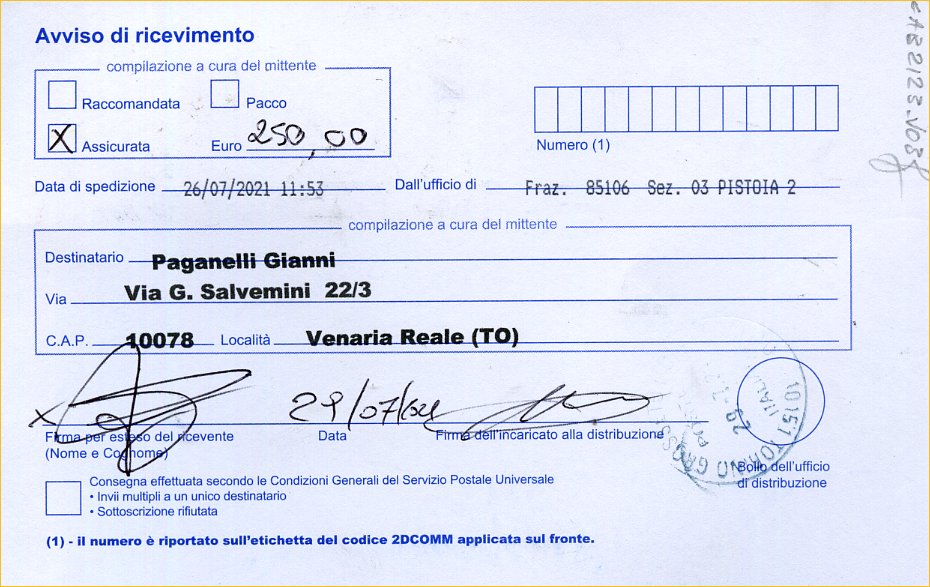 Avviso di ricevimento
compilazione a cura del mittente
Raccomandata Pacco
X Assicurata Euro 250,00
Numero (1)
Data di spedizione 26/07/2021 11:53 Dall'ufficio di Fraz. 85106 Sez. 03 PISTOIA 2
compilazione a cura del mittente
Destinatario Paganelli Gianni
Via Via G. Salvemini 22/3
C.A.P. 10078 Località Venaria Reale (TO)
X 29/07/
Firma per esteso del ricevente Data Firma dell'incaricato alla distribuzione
(Nome e Cognome)
Bollo dell'ufficio
di distribuzione
Consegna effettuata secondo le Condizioni Generali del Servizio Postale Universale
• Invii multipli a un unico destinatario
• Sottoscrizione rifiutata
(1) - il numero è riportato sull'etichetta del codice 2DCOMM applicata sul fronte.